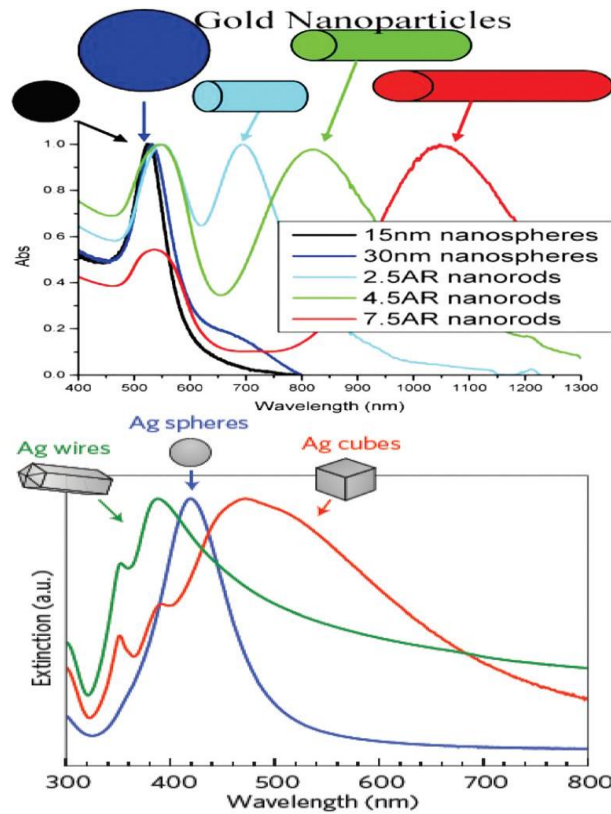 Gold Nanoparticles
1.0
0.8
0.6
0.4
0.2
0.0
Abs
15nm nanospheres
30nm nanospheres
2.5AR nanorods
4.5AR nanorods
7.5AR nanorods
400 500 600 700 800 900 1000 1100 1200 1300
Wavelength (nm)
Ag spheres
Ag wires
Ag cubes
Extinction (a.u.)
300 400 500 600 700 800
Wavelength (nm)